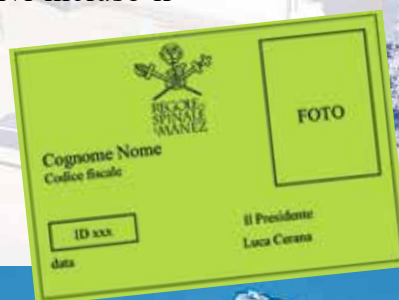 REGOLE
SPINALE
MANEZ
FOTO
Cognome Nome
Codice fiscale
ID xxx
data
Il Presidente
Luca Cerana